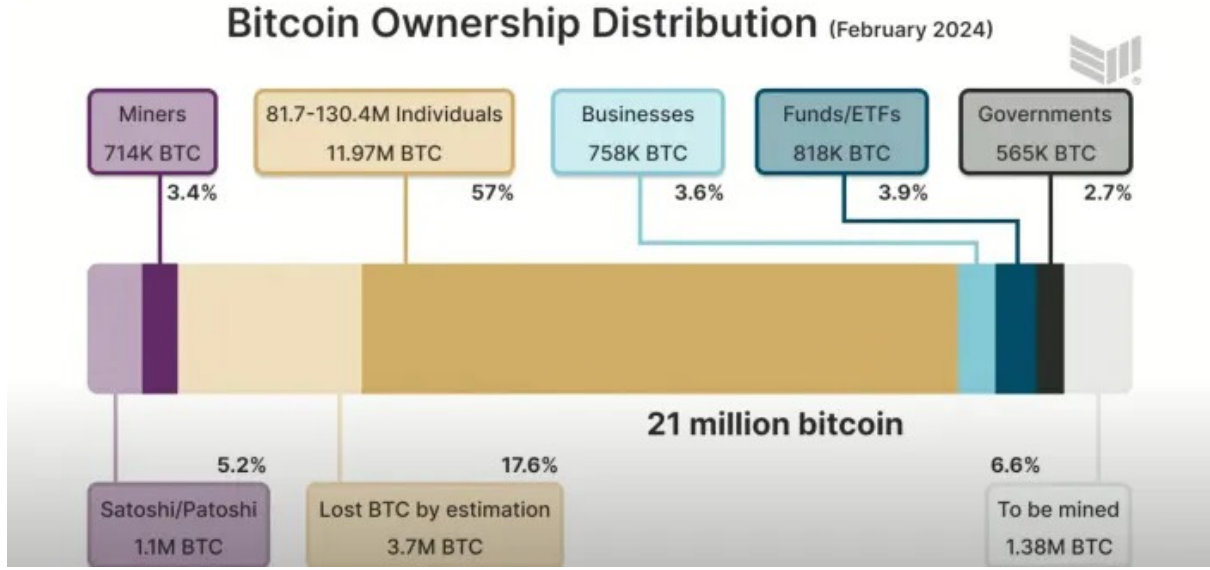 Bitcoin Ownership Distribution (February 2024)
Miners
714K BTC
3.4%
81.7-130.4M Individuals
11.97M BTC
57%
Businesses
758K BTC
3.6%
Funds/ETFs
818K BTC
3.9%
Governments
565K BTC
2.7%
21 million bitcoin
5.2%
Satoshi/Patoshi
1.1M BTC
17.6%
Lost BTC by estimation
3.7M BTC
6.6%
To be mined
1.38M BTC